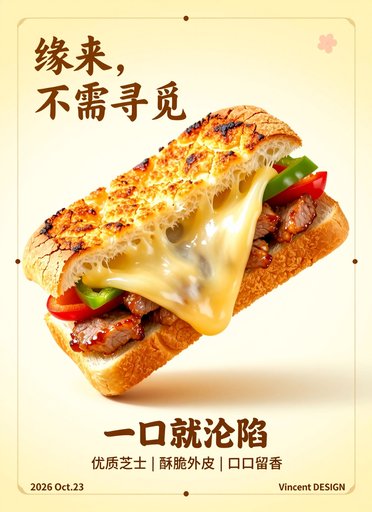 缘来，
不需寻觅
一口就沦陷
优质芝士 | 酥脆外皮 | 口口留香
2026 Oct.23
Vincent DESIGN